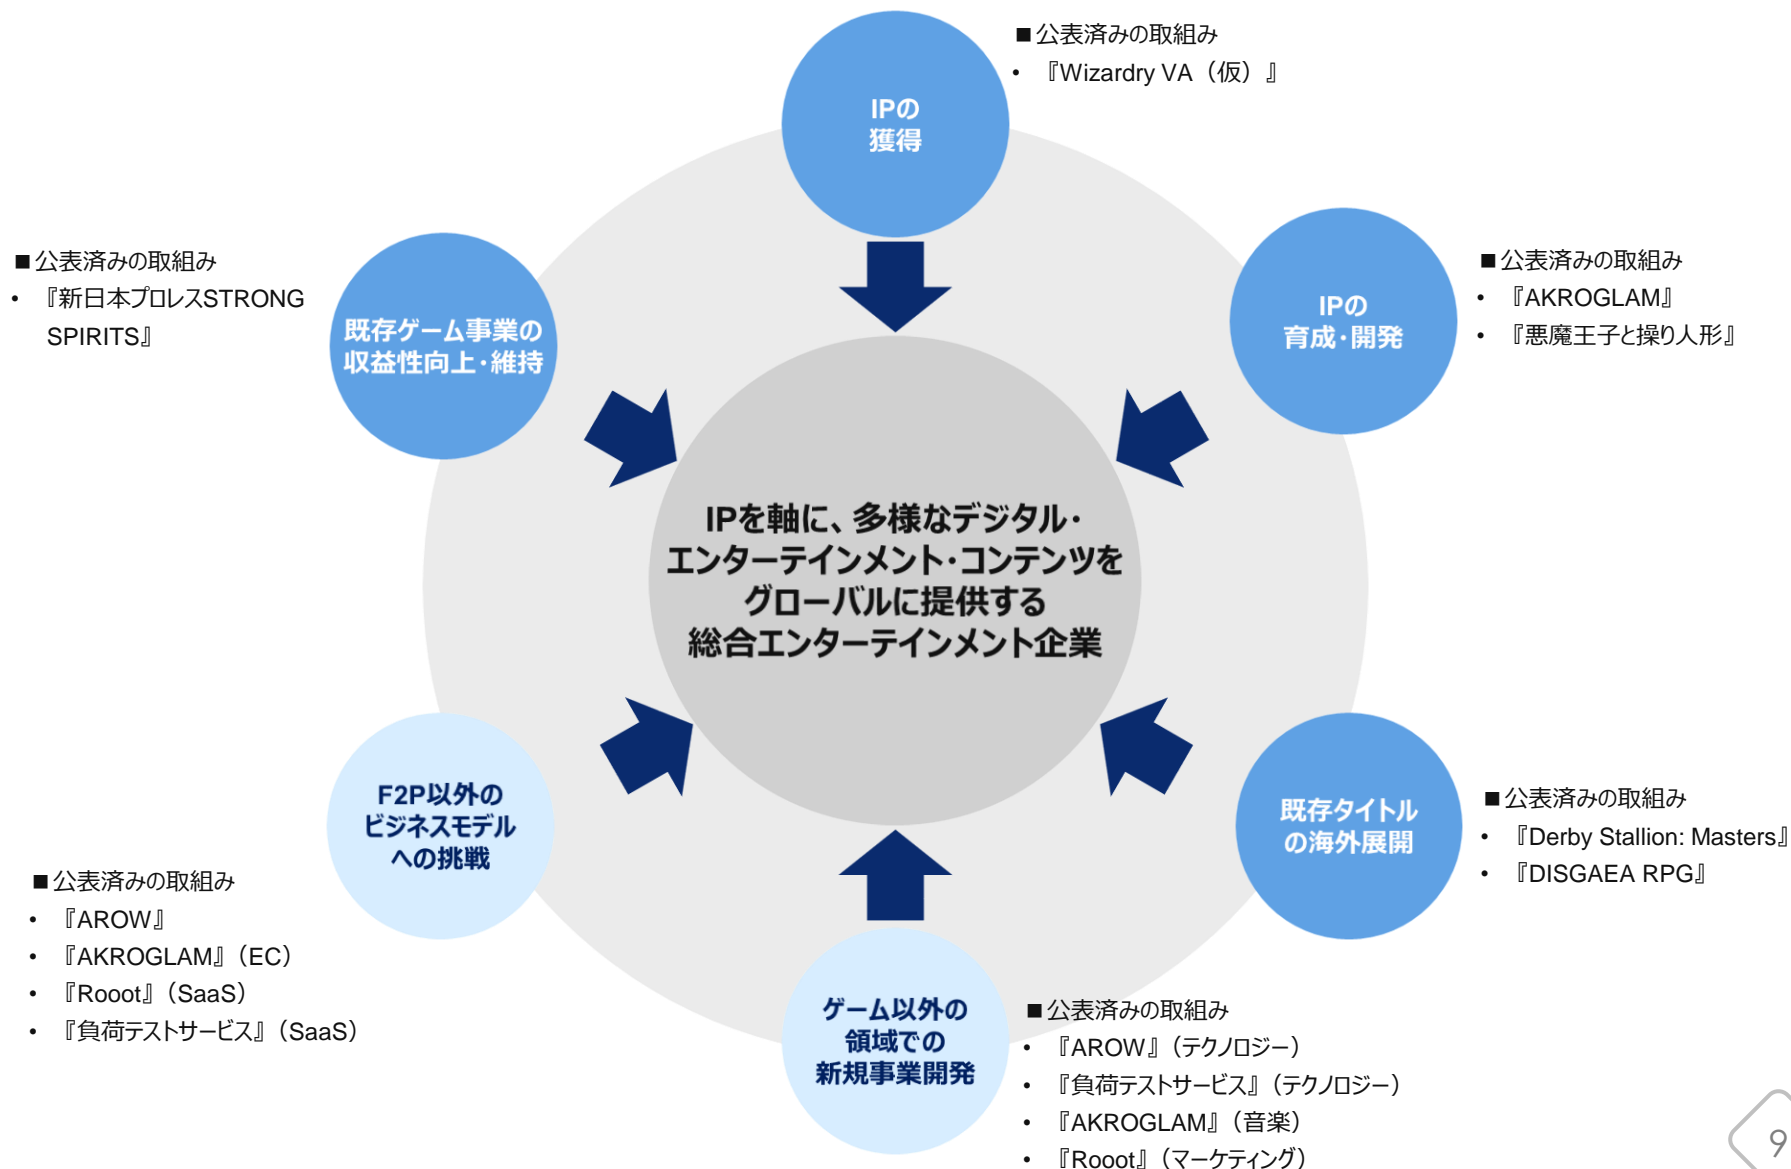 ■公表済みの取組み
• 『Wizardry VA（仮）』
IPの
獲得
■公表済みの取組み
• 『新日本プロレスSTRONG
SPIRITS』
既存ゲーム事業の
収益性向上・維持
IPの
育成・開発
■公表済みの取組み
• 『AKROGLAM』
• 『悪魔王子と操り人形』
IPを軸に、多様なデジタル・
エンターテインメント・コンテンツを
グローバルに提供する
総合エンターテインメント企業
F2P以外の
ビジネスモデル
への挑戦
■公表済みの取組み
• 『AROW』
• 『AKROGLAM』（EC）
• 『Rooot』（SaaS）
• 『負荷テストサービス』（SaaS）
既存タイトル
の海外展開
■公表済みの取組み
• 『Derby Stallion: Masters』
• 『DISGAEA RPG』
ゲーム以外の
領域での
新規事業開発
■公表済みの取組み
• 『AROW』（テクノロジー）
• 『負荷テストサービス』（テクノロジー）
• 『AKROGLAM』（音楽）
• 『Rooot』（マーケティング）
9